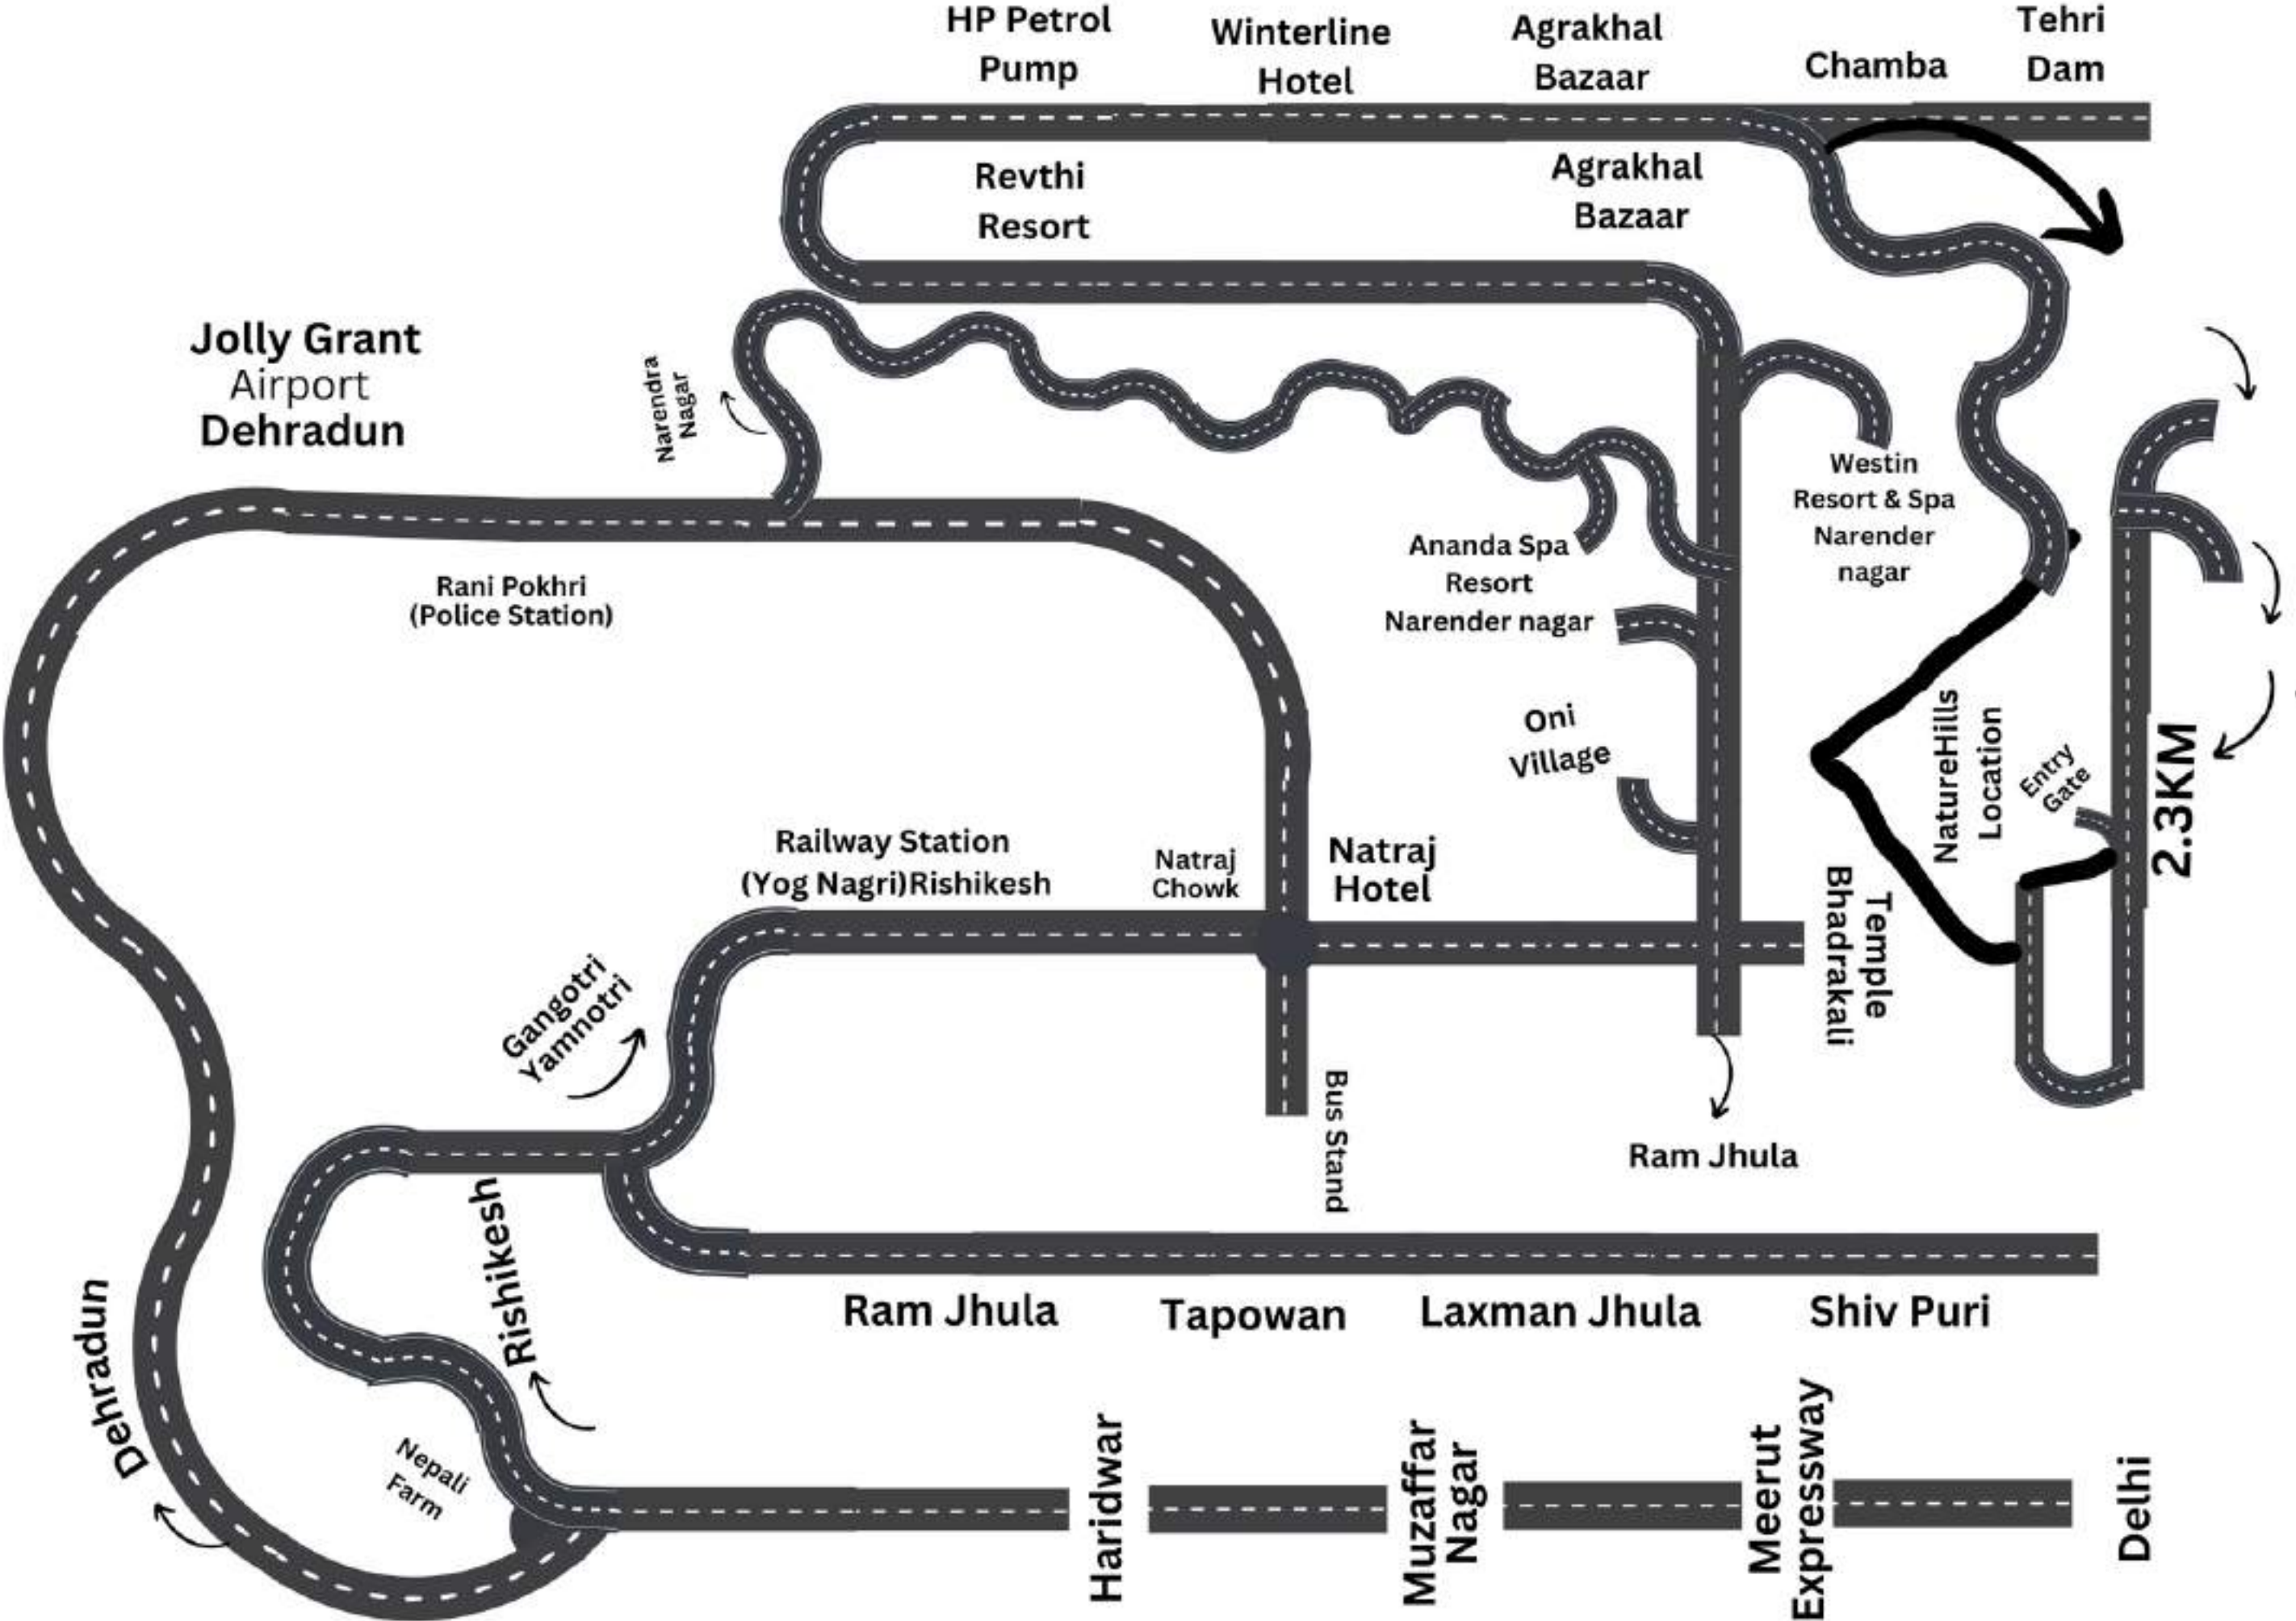 HP Petrol
Pump
Winterline
Hotel
Agrakhal
Bazaar
Chamba
Tehri
Dam
Revthi
Resort
Agrakhal
Bazaar
Jolly Grant
Airport
Dehradun
Narendra
Nagar
Westin
Resort & Spa
Narender
nagar
Ananda Spa
Resort
Narender nagar
Rani Pokhri
(Police Station)
Oni
Village
NatureHills
Location
Entry
Gate
2.3KM
Railway Station
(Yog Nagri)Rishikesh
Natraj
Chowk
Natraj
Hotel
Temple
Bhadrakali
Gangotri
Yamnotri
Bus Stand
Ram Jhula
Rishikesh
Ram Jhula
Tapowan
Laxman Jhula
Shiv Puri
Dehradun
Nepali
Farm
Haridwar
Muzaffar
Nagar
Meerut
Expressway
Delhi